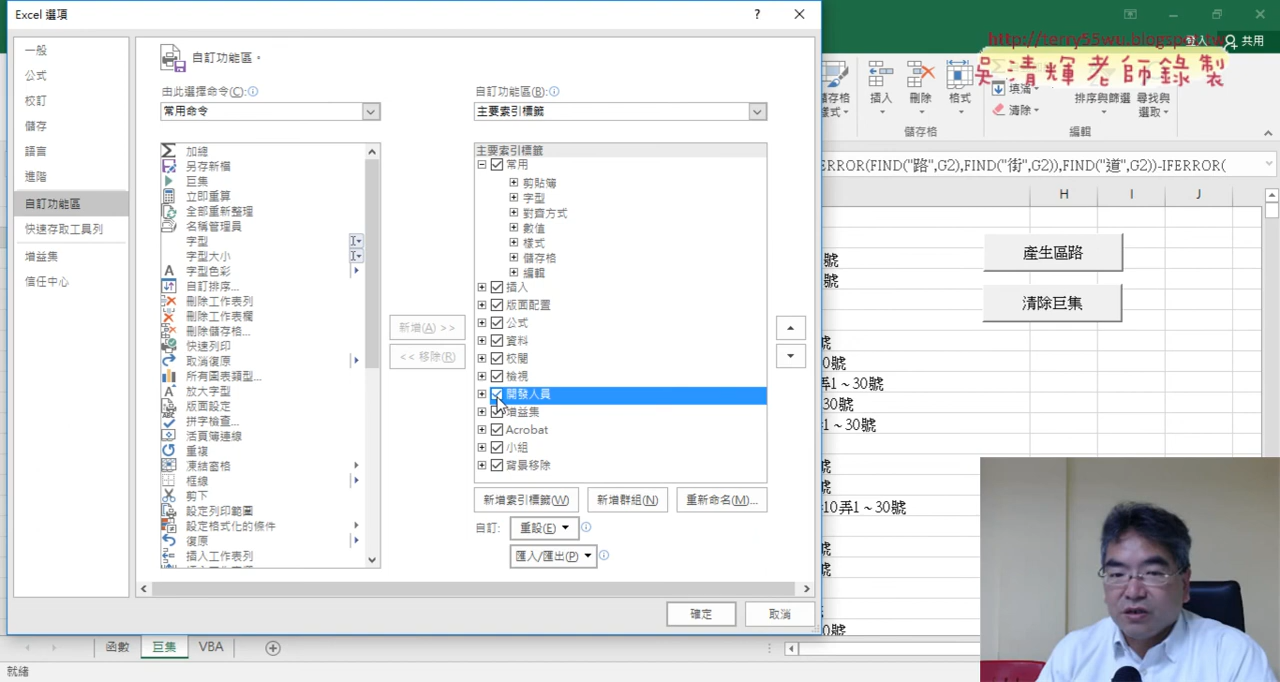 Excel 選項
?
http://terry55wu.blogspot.tw
登入
共用
吳清輝老師錄製
一般
公式
校訂
儲存
語言
進階
自訂功能區
快速存取工具列
增益集
信任中心
自訂功能區。
由此選擇命令(C):
常用命令
加總
另存新檔
巨集
立即重算
全部重新整理
名稱管理員
字型
字型大小
字型色彩
自訂排序...
刪除工作表列
刪除工作表欄
刪除儲存格...
快速列印
取消復原
所有圖表類型...
放大字型
版面設定
拼字檢查...
活頁簿連線
重複
凍結窗格
框線
剪下
設定列印範圍
設定格式化的條件
復原
插入工作表列
新增(A) >>
<< 移除(R)
自訂功能區(B):
主要索引標籤
主要索引標籤
常用
剪貼簿
字型
對齊方式
數值
樣式
儲存格
編輯
插入
版面配置
公式
資料
校閱
檢視
開發人員
增益集
Acrobat
小組
背景移除
新增索引標籤(W)
新增群組(N)
重新命名(M)...
自訂:
重設(E)
匯入/匯出(P)
確定
取消
儲存格
樣式
插入
刪除
格式
儲存格
填滿
清除
排序與篩選
尋找與
選取
編輯
ERROR(FIND("路",G2),FIND("街",G2)),FIND("道",G2))-IFERROR(
H
I
J
號
號
產生區路
清除巨集
號
0號
弄1～30號
30號
弄1～30號
號
號
10弄1～30號
號
號
0號
函數
巨集
VBA
就緒